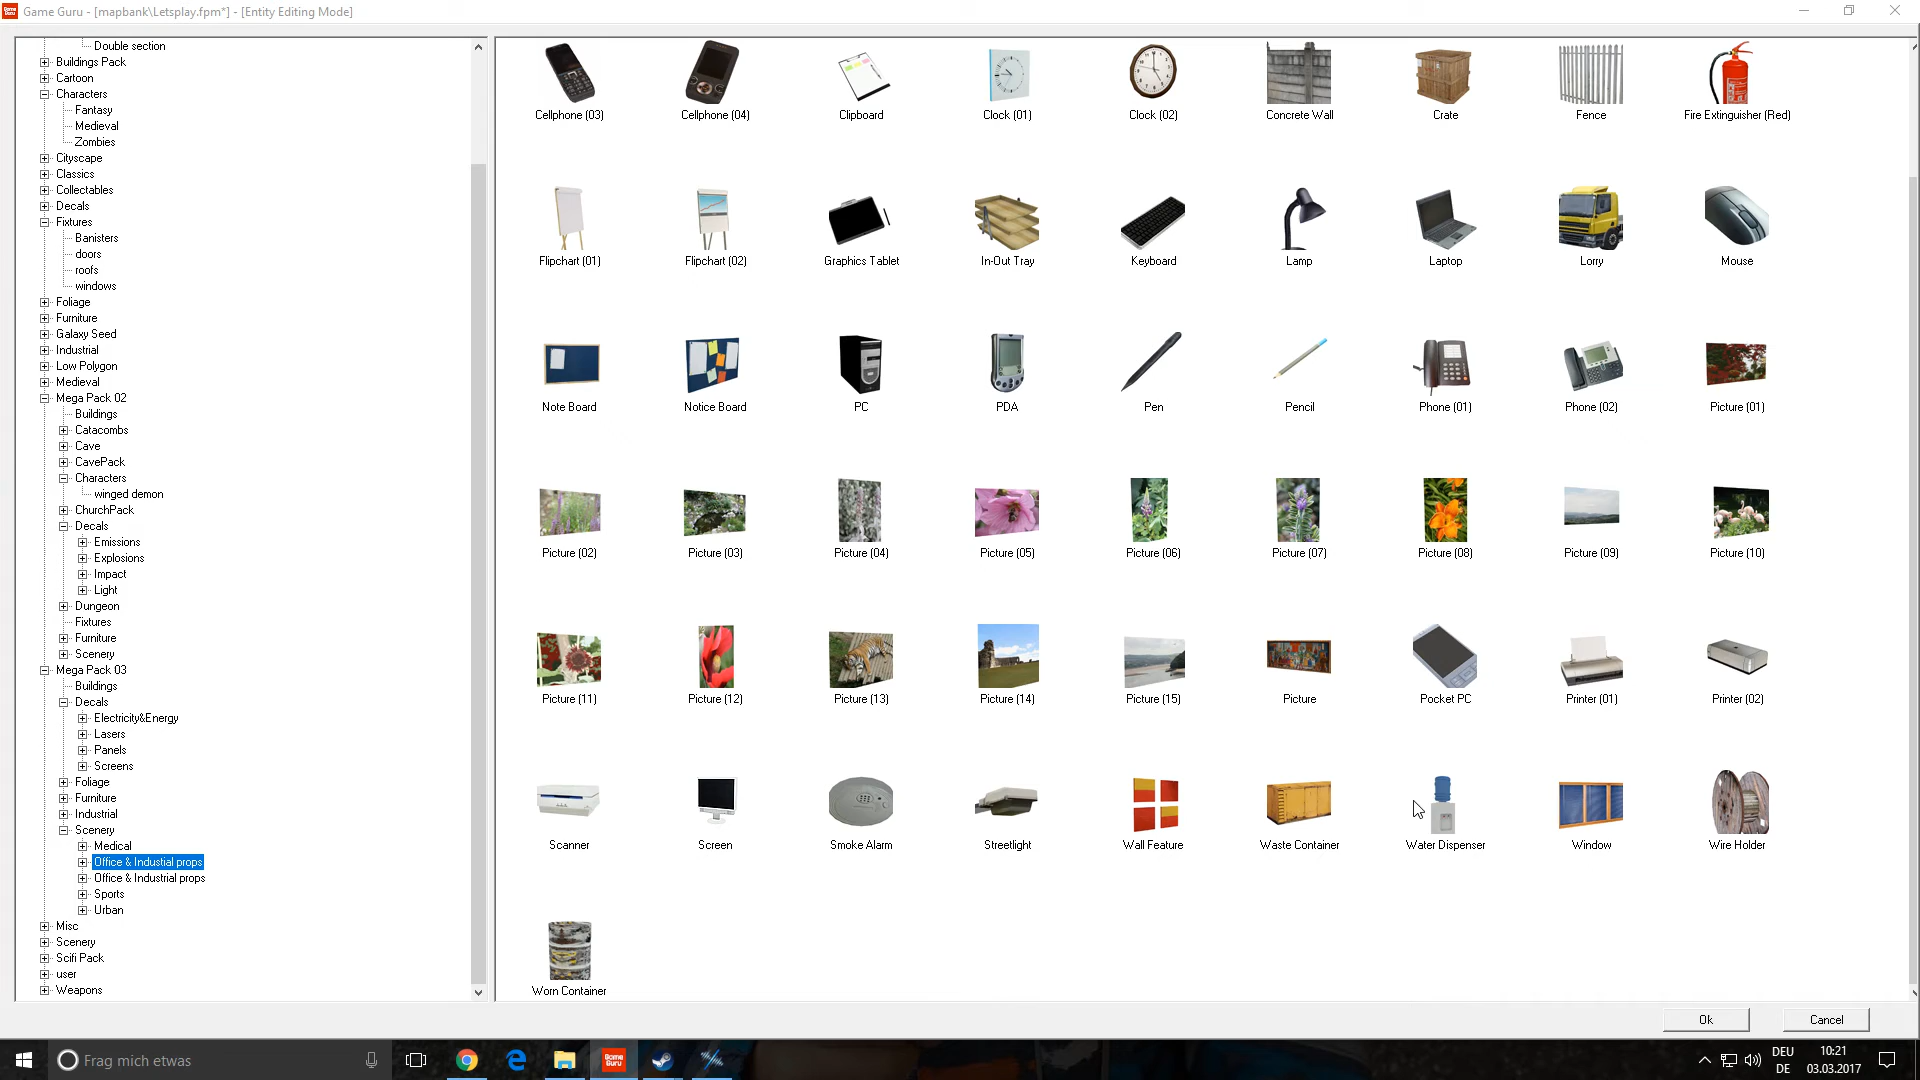 Game Guru - [mapbank\Letsplay.fpm*] - [Entity Editing Mode]
Double section
Buildings Pack
Cartoon
Characters
Fantasy
Medieval
Zombies
Cityscape
Classics
Collectables
Decals
Fixtures
Banisters
doors
roofs
windows
Foliage
Furniture
Galaxy Seed
Industrial
Low Polygon
Medieval
Mega Pack 02
Buildings
Catacombs
Cave
CavePack
Characters
winged demon
ChurchPack
Decals
Emissions
Explosions
Impact
Light
Dungeon
Fixtures
Furniture
Scenery
Mega Pack 03
Buildings
Decals
Electricity&Energy
Lasers
Panels
Screens
Foliage
Furniture
Industrial
Scenery
Medical
Office & Industial props
Office & Industrial props
Sports
Urban
Misc
Scenery
Scifi Pack
user
Weapons
Cellphone (03) Cellphone (04) Clipboard Clock (01) Clock (02) Concrete Wall Crate Fence Fire Extinguisher (Red)
Flipchart (01) Flipchart (02) Graphics Tablet In-Out Tray Keyboard Lamp Laptop Lorry Mouse
Note Board Notice Board PC PDA Pen Pencil Phone (01) Phone (02) Picture (01)
Picture (02) Picture (03) Picture (04) Picture (05) Picture (06) Picture (07) Picture (08) Picture (09) Picture (10)
Picture (11) Picture (12) Picture (13) Picture (14) Picture (15) Picture Pocket PC Printer (01) Printer (02)
Scanner Screen Smoke Alarm Streetlight Wall Feature Waste Container Water Dispenser Window Wire Holder
Worn Container
Ok Cancel
Frag mich etwas
Game
Guru
DEU
DE
10:21
03.03.2017